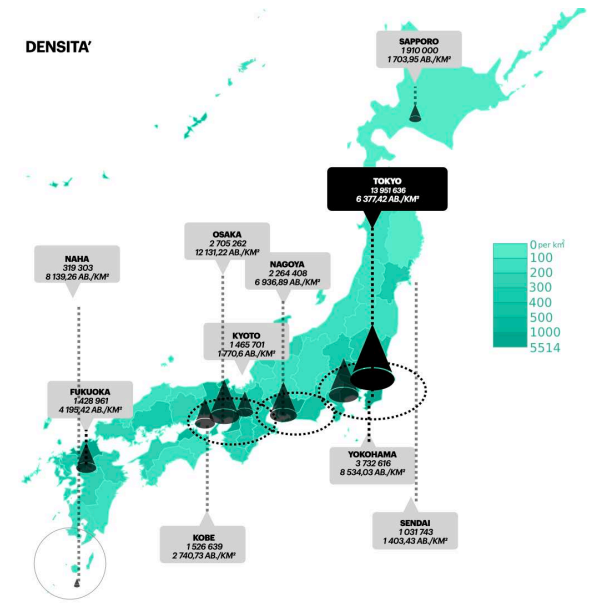 DENSITA'
SAPPORO
1 910 000
1 703,95 AB./KM²
TOKYO
13 951 636
6 377,42 AB./KM²
OSAKA
2 705 262
12 131,22 AB./KM²
NAHA
319 303
8 139,26 AB./KM²
NAGOYA
2 264 408
6 936,89 AB./KM²
0 per km²
100
200
300
400
500
1000
5514
KYOTO
1 465 701
1 770,6 AB./KM²
FUKUOKA
1 428 961
4 195,42 AB./KM²
YOKOHAMA
3 732 616
8 534,03 AB./KM²
KOBE
1 526 639
2 740,73 AB./KM²
SENDAI
1 031 743
1 403,43 AB./KM²